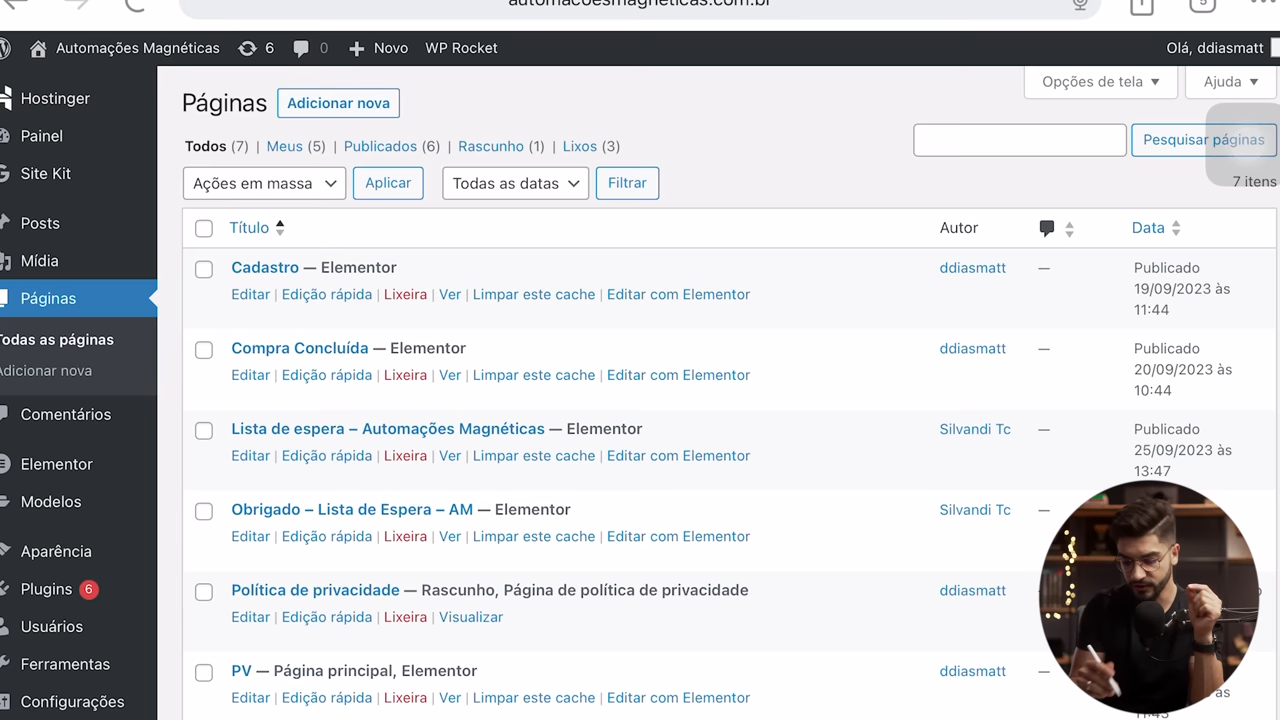 automacoesmagneticas.com.br
Automações Magnéticas 6 0 Novo WP Rocket Olá, ddiasmatt
Hostinger
Painel
Site Kit
Posts
Mídia
Páginas
Todas as páginas
Adicionar nova
Comentários
Elementor
Modelos
Aparência
Plugins 6
Usuários
Ferramentas
Configurações
Opções de tela Ajuda
Páginas Adicionar nova
Todos (7) | Meus (5) | Publicados (6) | Rascunho (1) | Lixos (3)
Pesquisar páginas
Ações em massa Aplicar Todas as datas Filtrar
7 itens
Título Autor Data
Cadastro — Elementor ddiasmatt — Publicado
Editar | Edição rápida | Lixeira | Ver | Limpar este cache | Editar com Elementor 19/09/2023 às
11:44
Compra Concluída — Elementor ddiasmatt — Publicado
Editar | Edição rápida | Lixeira | Ver | Limpar este cache | Editar com Elementor 20/09/2023 às
10:44
Lista de espera – Automações Magnéticas — Elementor Silvandi Tc — Publicado
Editar | Edição rápida | Lixeira | Ver | Limpar este cache | Editar com Elementor 25/09/2023 às
13:47
Obrigado – Lista de Espera – AM — Elementor Silvandi Tc —
Editar | Edição rápida | Lixeira | Ver | Limpar este cache | Editar com Elementor
Política de privacidade — Rascunho, Página de política de privacidade ddiasmatt
Editar | Edição rápida | Lixeira | Visualizar
PV — Página principal, Elementor ddiasmatt —
Editar | Edição rápida | Lixeira | Ver | Limpar este cache | Editar com Elementor às